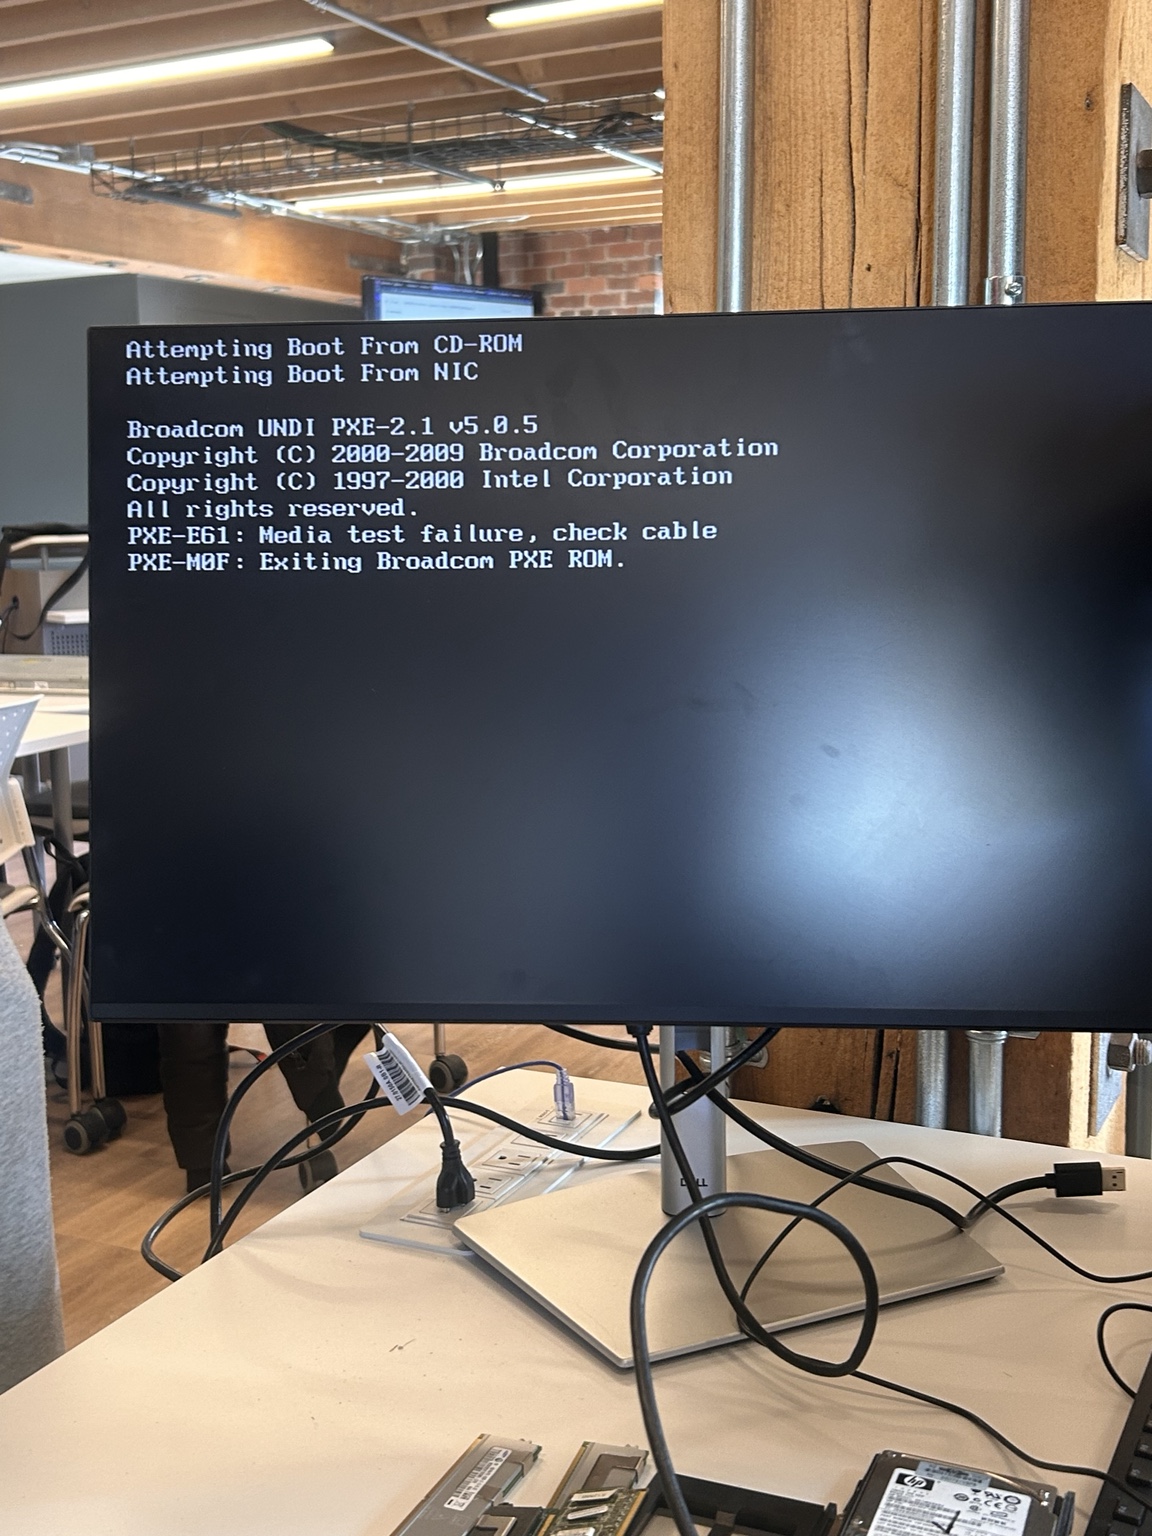 Attempting Boot From CD-ROM
Attempting Boot From NIC
Broadcom UNDI PXE-2.1 v5.0.5
Copyright (C) 2000-2009 Broadcom Corporation
Copyright (C) 1997-2000 Intel Corporation
All rights reserved.
PXE-E61: Media test failure, check cable
PXE-M0F: Exiting Broadcom PXE ROM.
DELL
hp